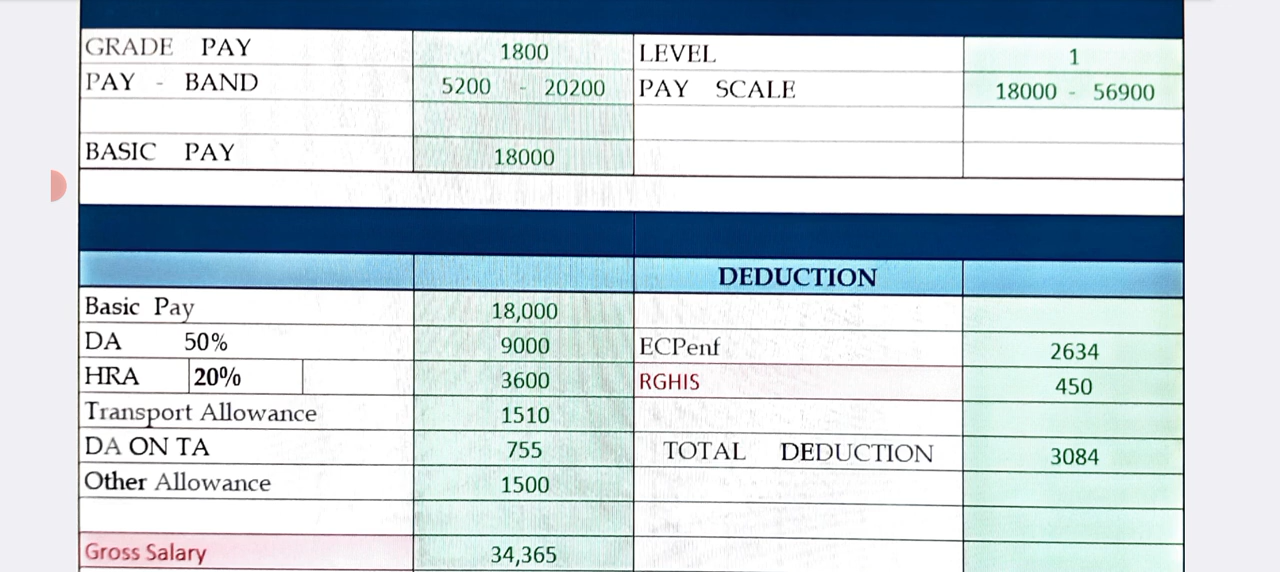 GRADE PAY 1800 LEVEL 1
PAY - BAND 5200 - 20200 PAY SCALE 18000 - 56900
BASIC PAY 18000
DEDUCTION
Basic Pay 18,000
DA 50% 9000 ECPenf 2634
HRA 20% 3600 RGHIS 450
Transport Allowance 1510
DA ON TA 755 TOTAL DEDUCTION 3084
Other Allowance 1500
Gross Salary 34,365